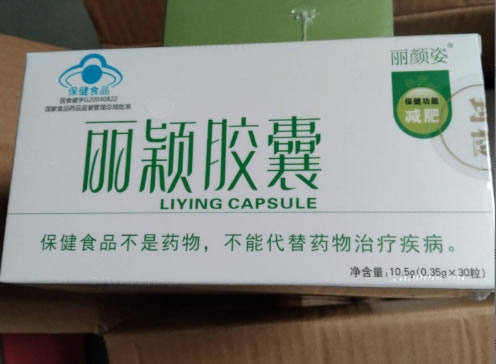 丽颜姿®
保健食品
国食健字G20040822
国家食品药品监督管理总局批准
保健功能
减肥
丽颖胶囊
LIYING CAPSULE
保健食品不是药物，不能代替药物治疗疾病。
净含量：10.5g(0.35g×30粒)